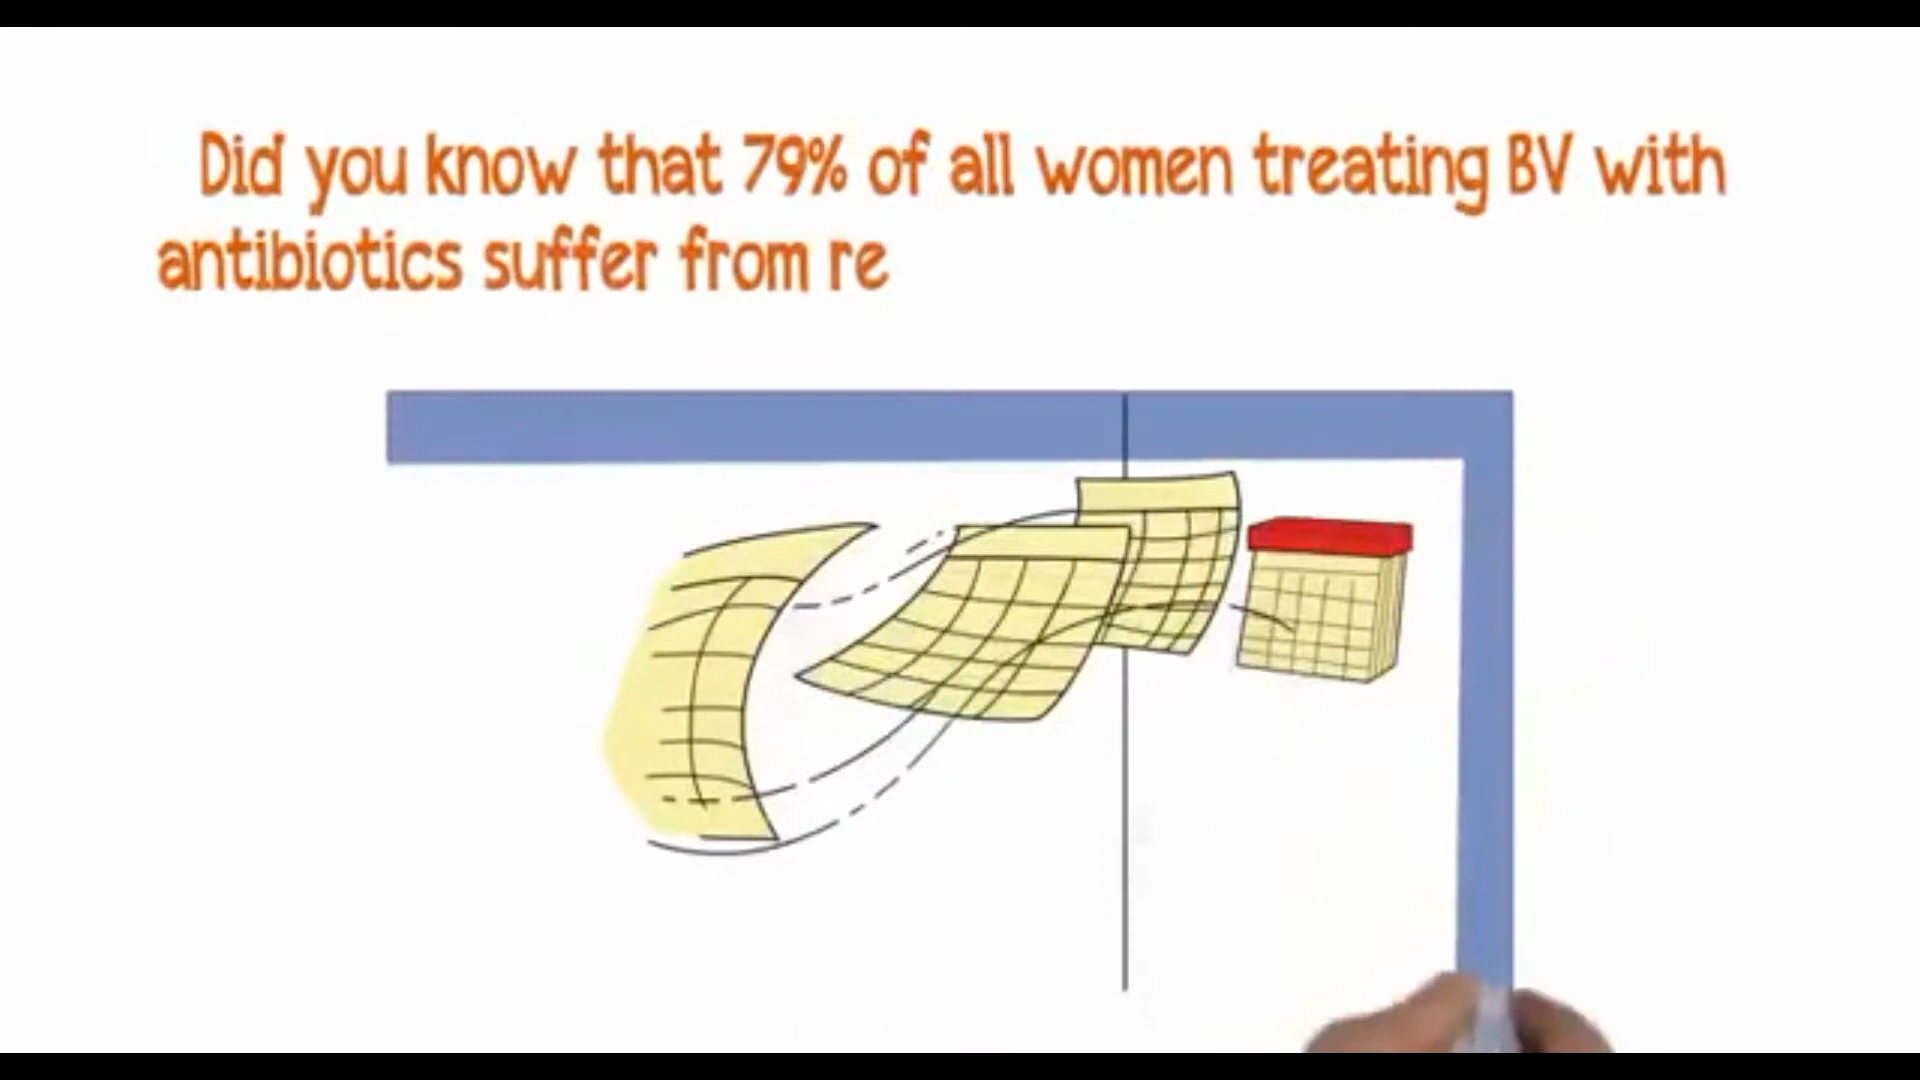 Did you know that 79% of all women treating BV with
antibiotics suffer from re